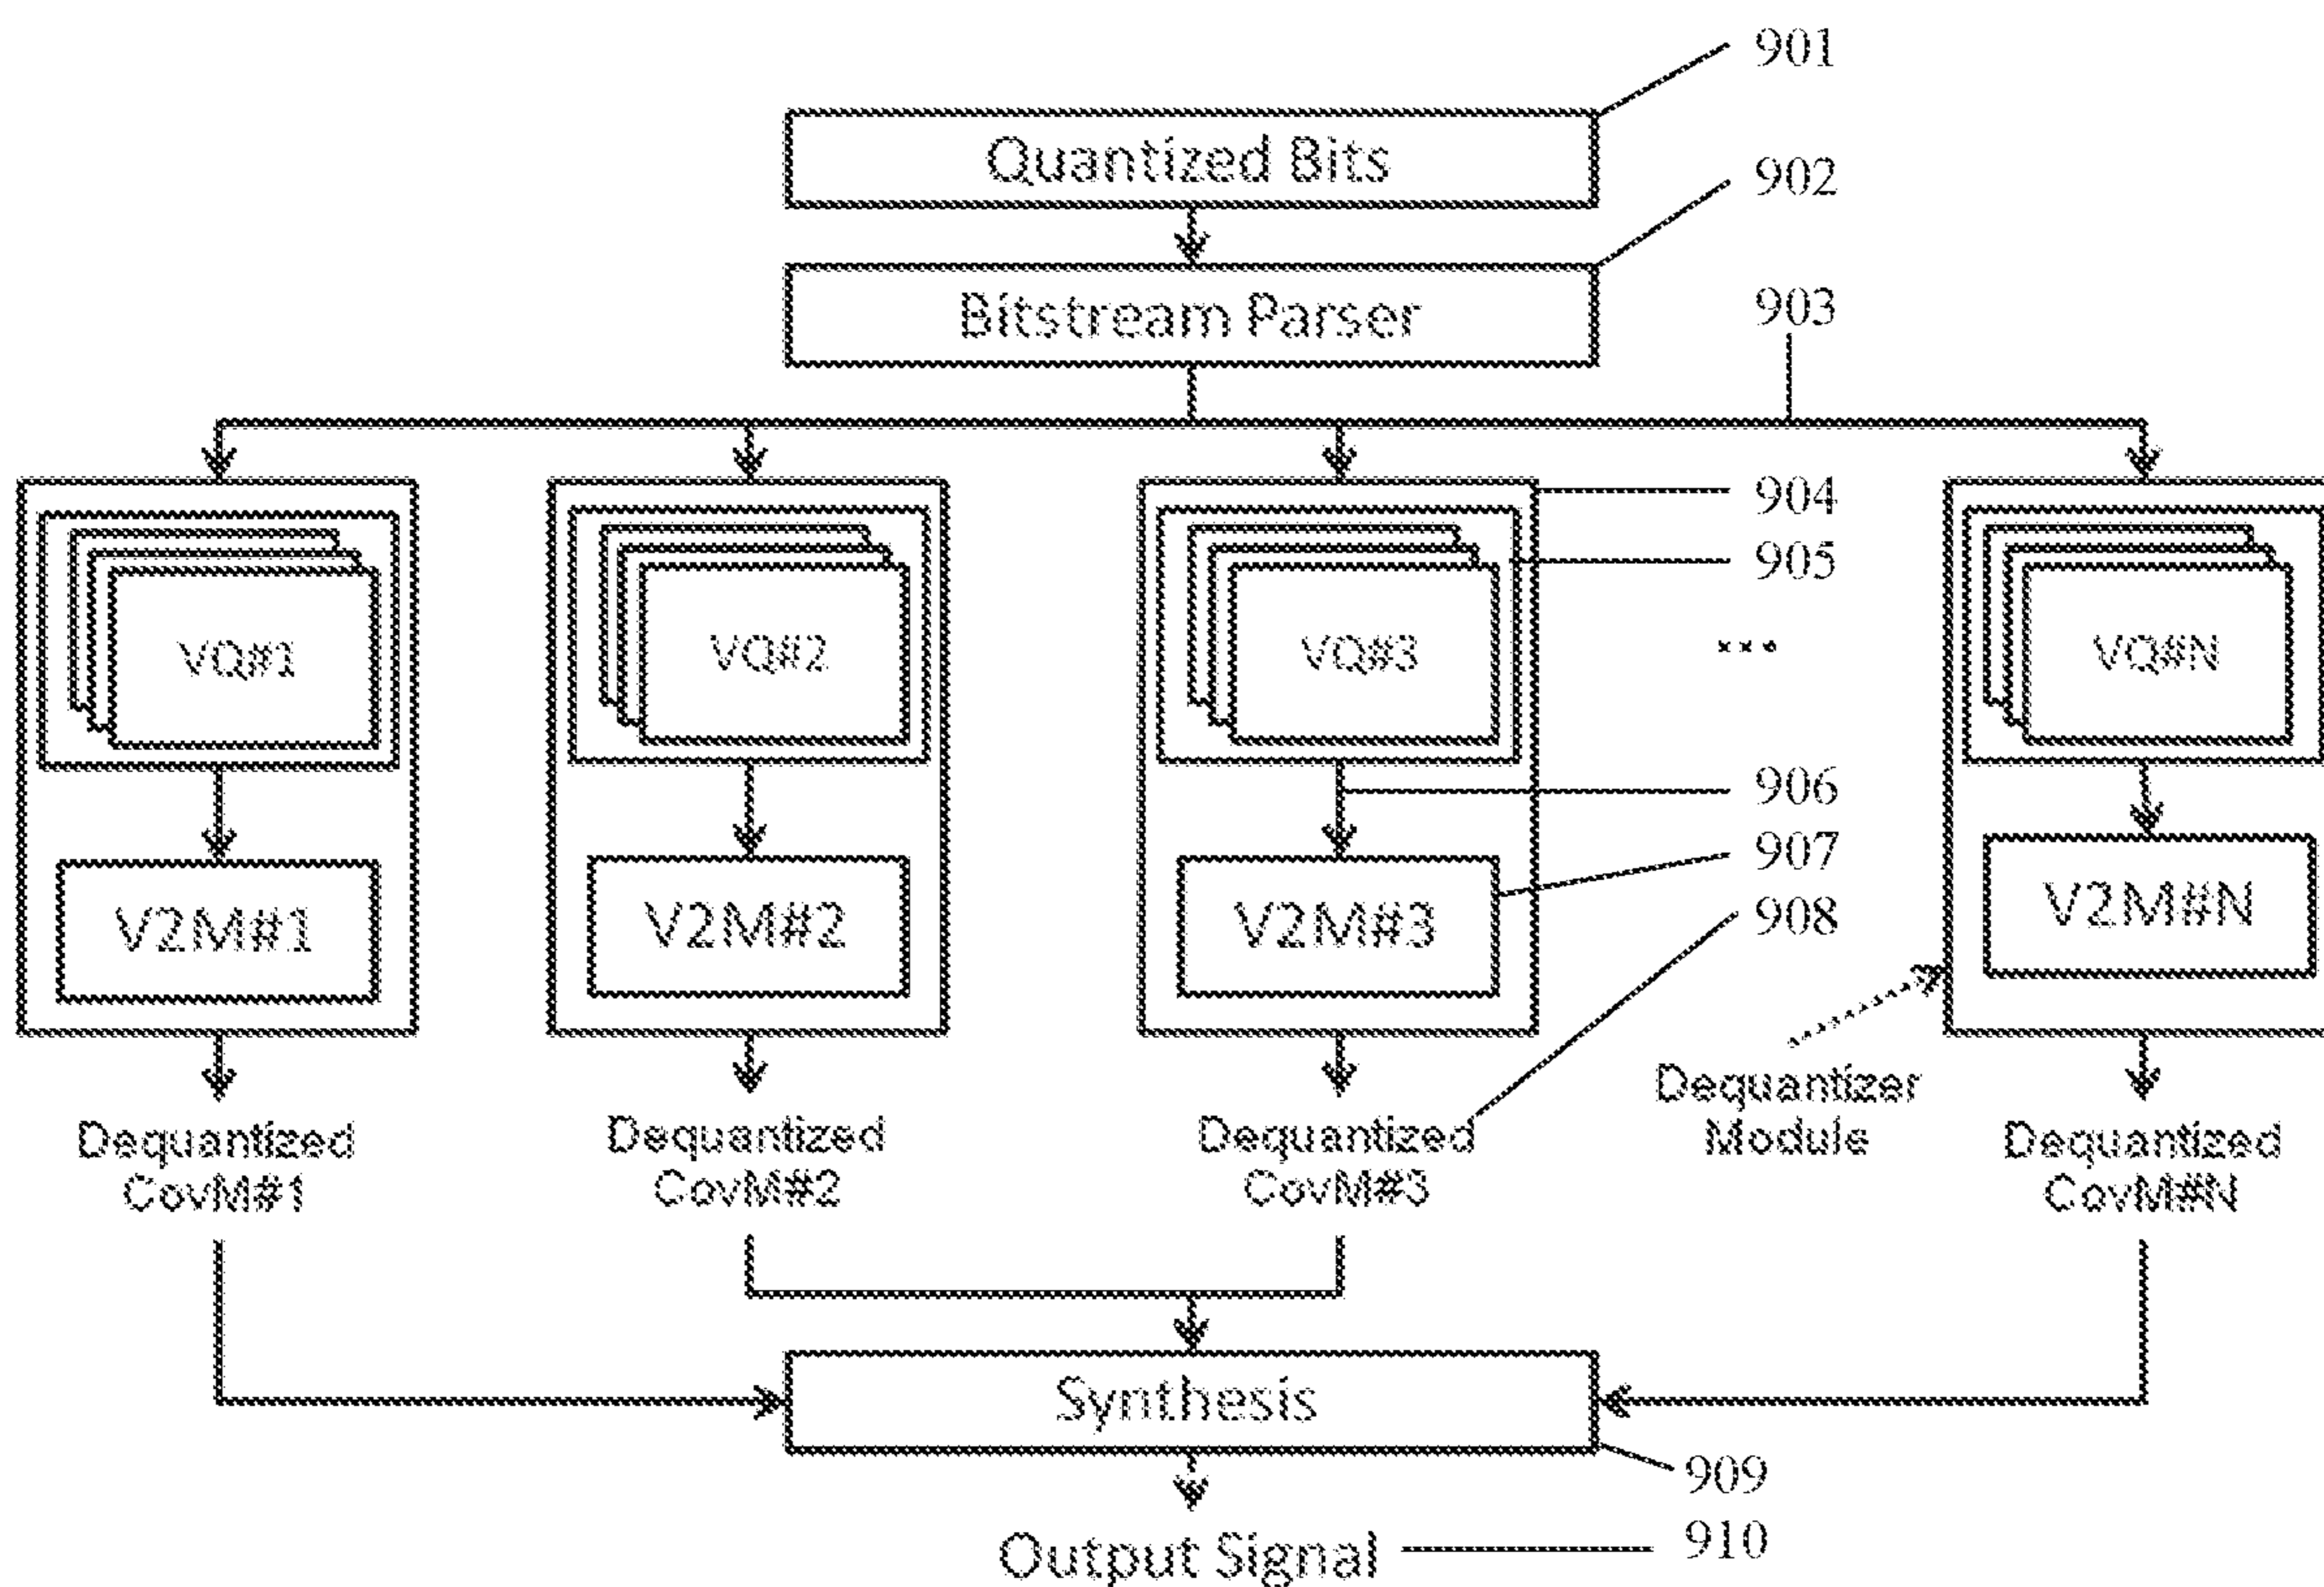 901
Quantized Bits
902
Bitstream Parser
903
904
905
VQ#1
VQ#2
VQ#3
...
VQ#N
906
907
V2M#1
V2M#2
V2M#3
V2M#N
908
Dequantizer
Module
Dequantized
CovM#1
Dequantized
CovM#2
Dequantized
CovM#3
Dequantized
CovM#N
Synthesis
909
Output Signal
910